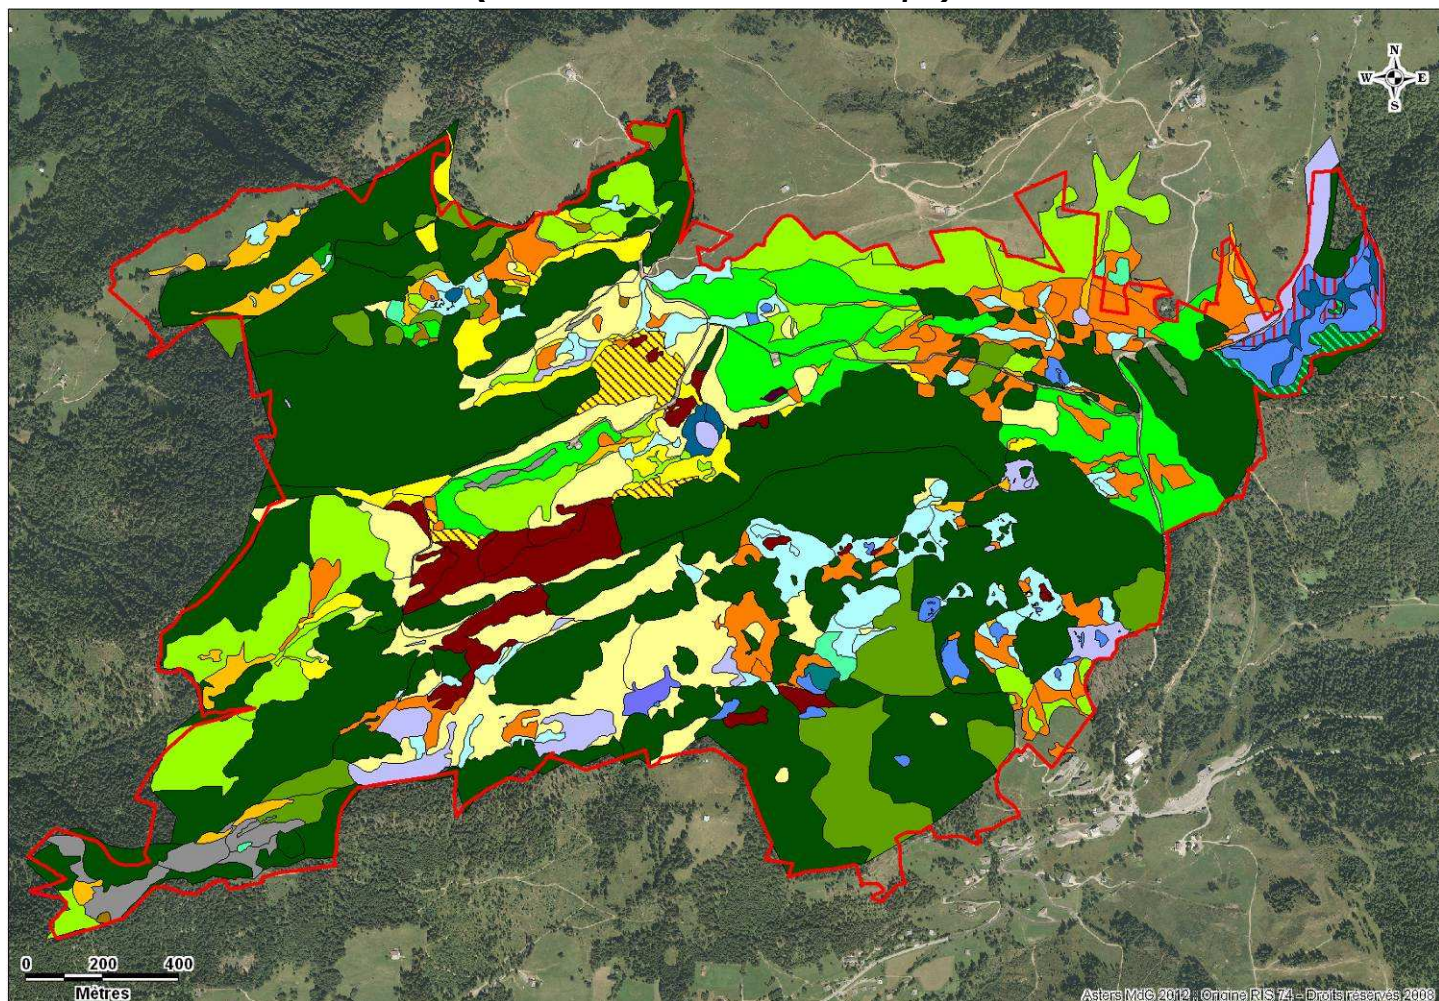 N
W E
S
0 200 400
Mètres
Asters MdG 2012 : Origine RIS 74 - Droits réservés 2008